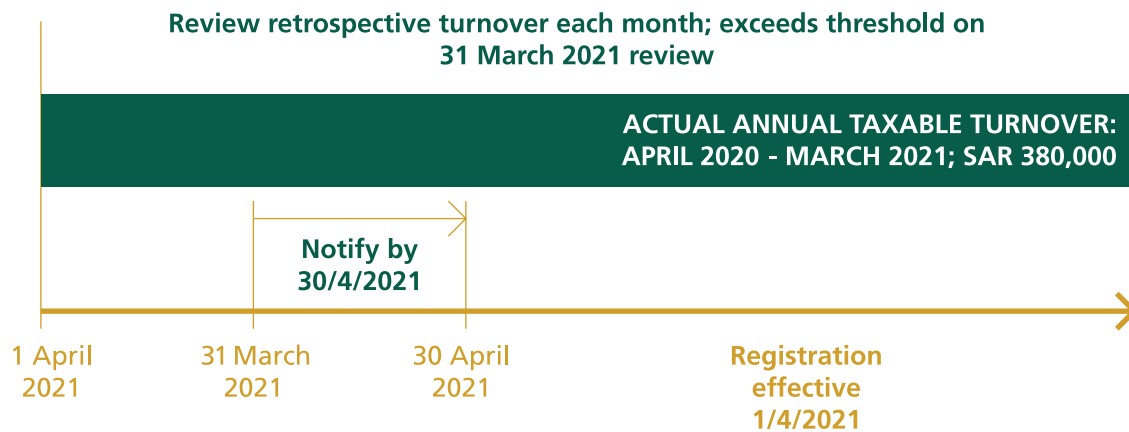 Review retrospective turnover each month; exceeds threshold on
31 March 2021 review
ACTUAL ANNUAL TAXABLE TURNOVER:
APRIL 2020 - MARCH 2021; SAR 380,000
Notify by
30/4/2021
1 April
2021
31 March
2021
30 April
2021
Registration
effective
1/4/2021